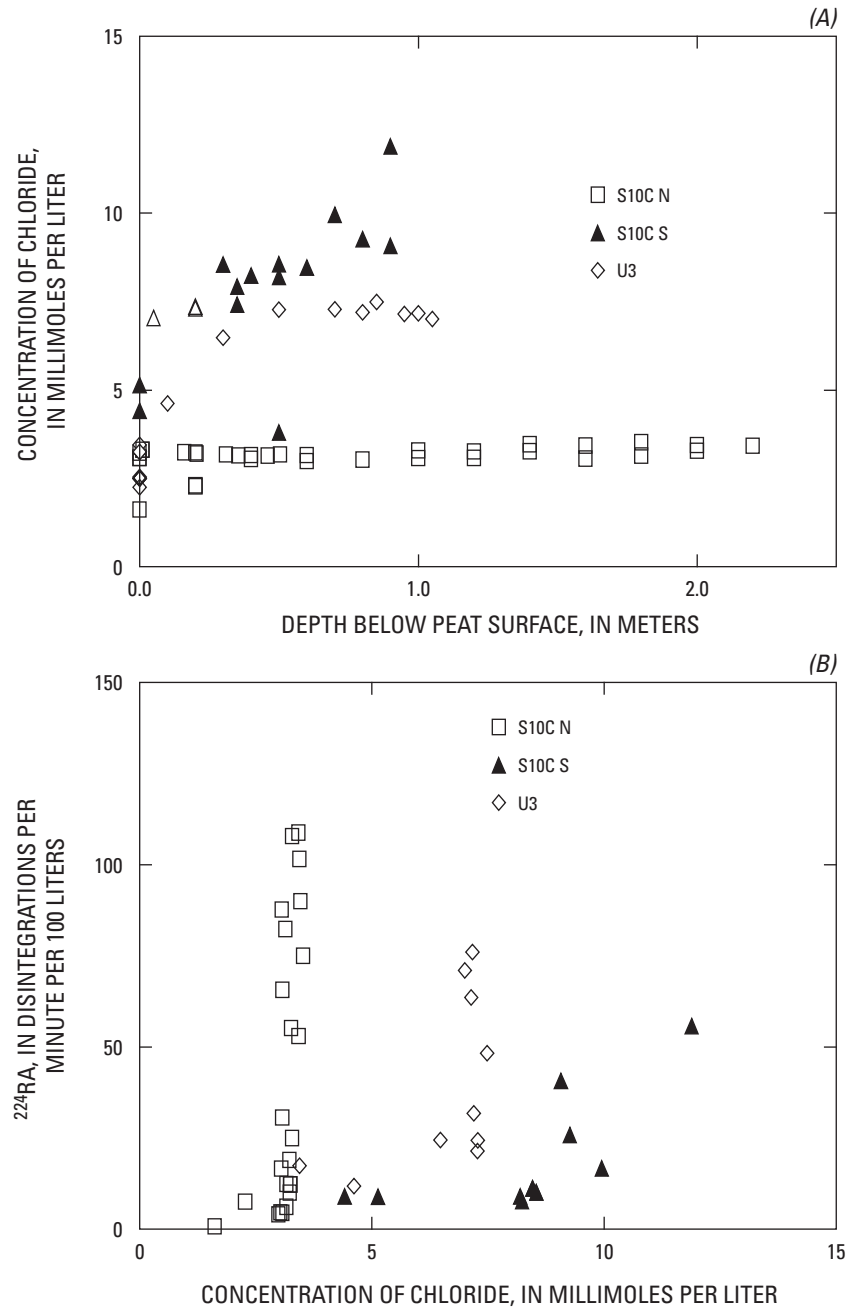 (A)
15
10
5
0
CONCENTRATION OF CHLORIDE,
IN MILLIMOLES PER LITER
S10C N
S10C S
U3
0.0 1.0 2.0
DEPTH BELOW PEAT SURFACE, IN METERS
(B)
150
100
50
0
²²⁴RA, IN DISINTEGRATIONS PER
MINUTE PER 100 LITERS
S10C N
S10C S
U3
0 5 10 15
CONCENTRATION OF CHLORIDE, IN MILLIMOLES PER LITER